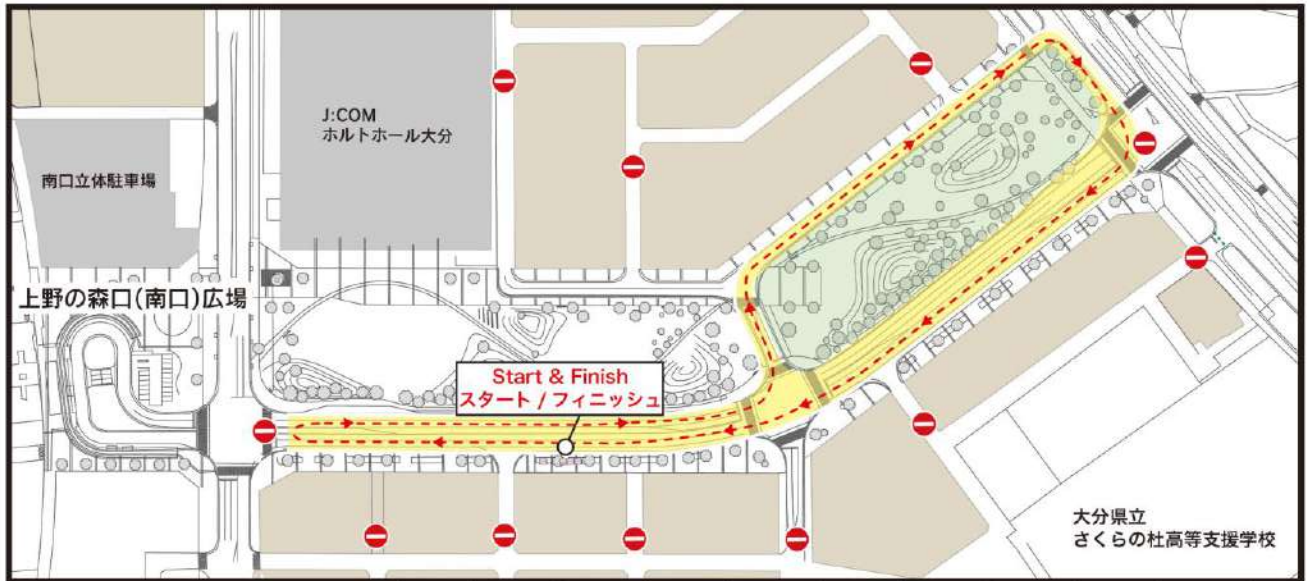 J:COM
ホルトホール大分
南口立体駐車場
上野の森口(南口)広場
Start & Finish
スタート / フィニッシュ
大分県立
さくらの杜高等支援学校